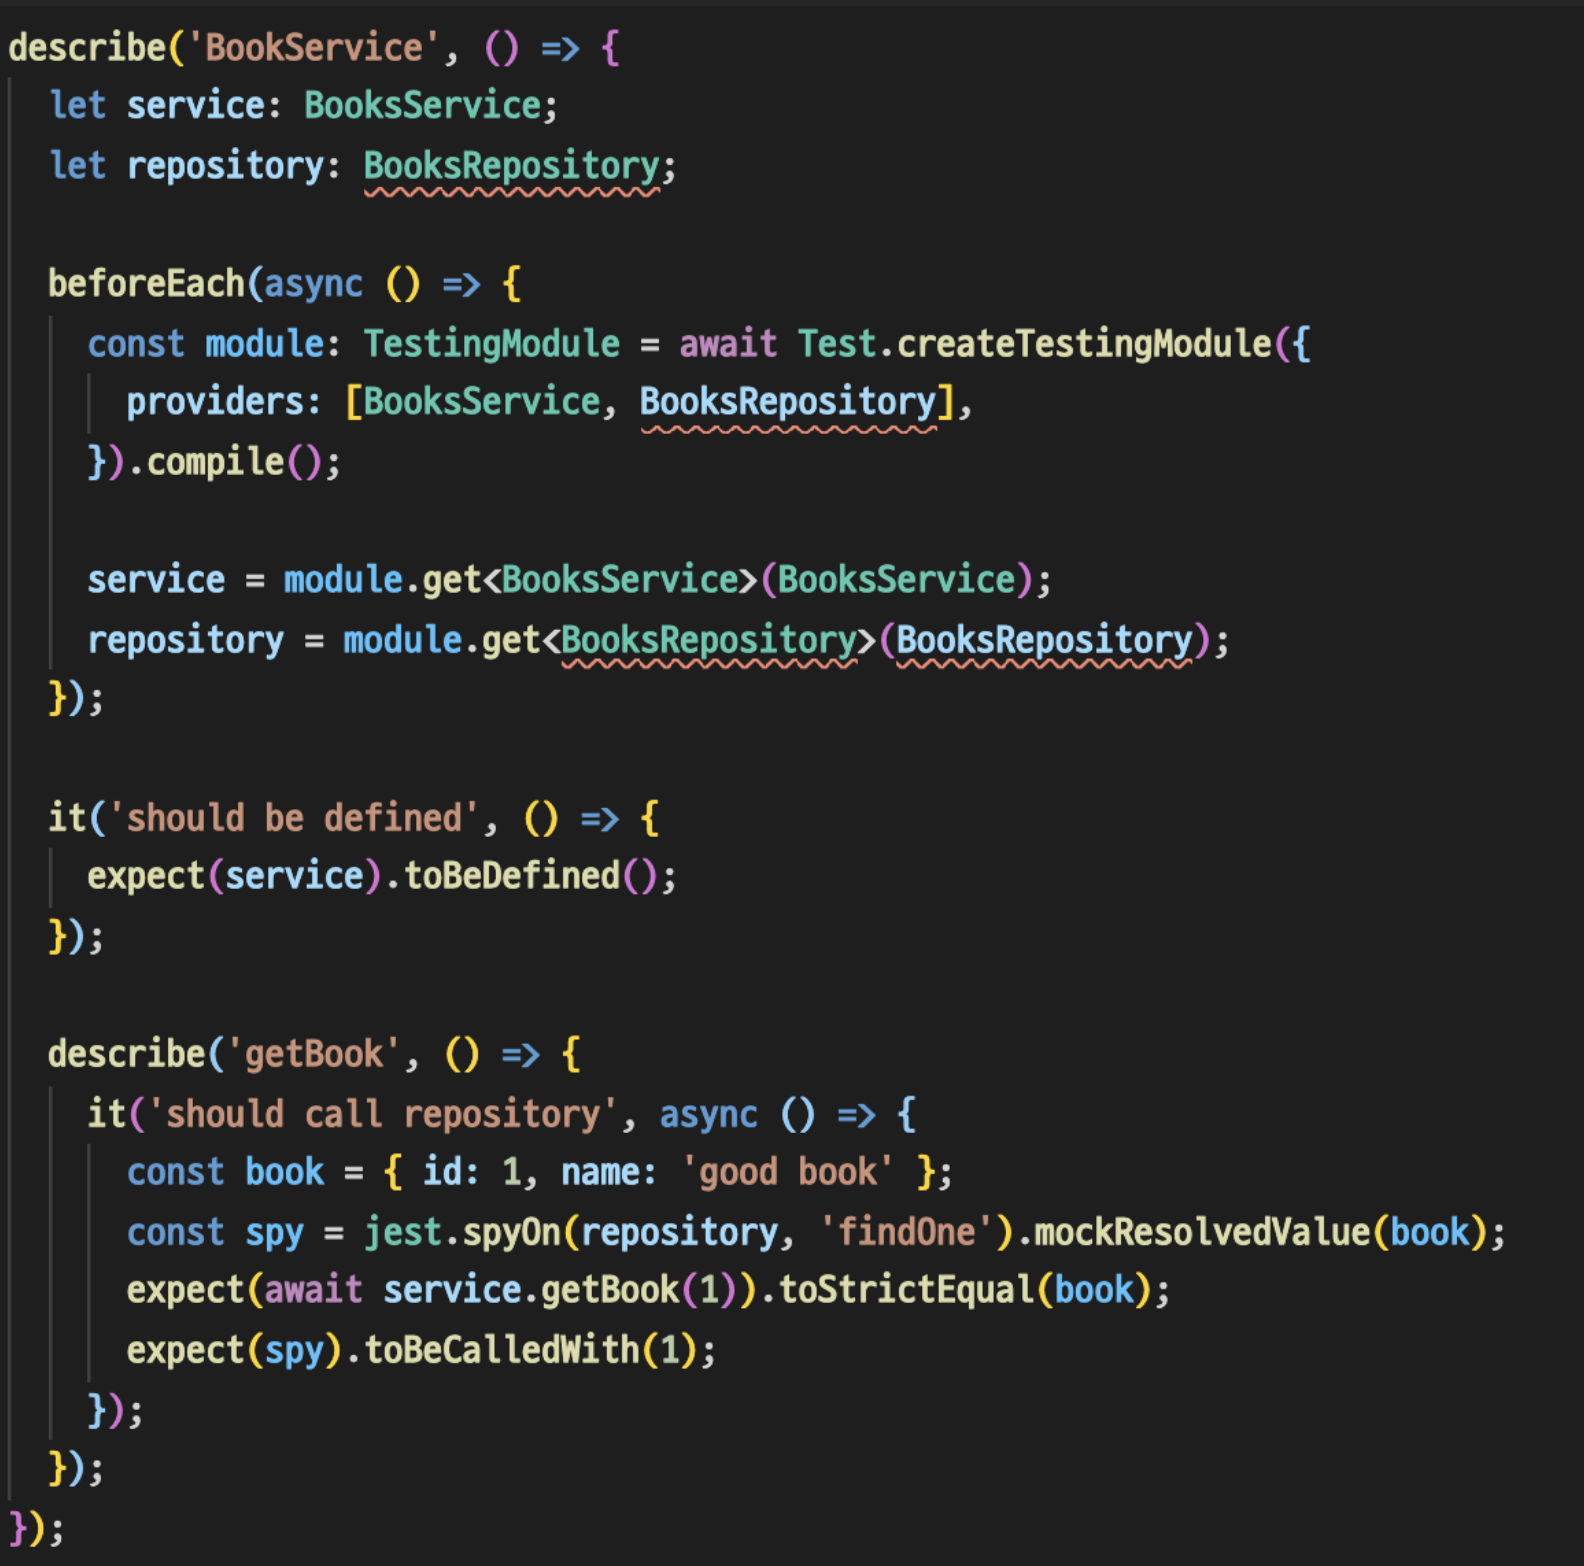 describe('BookService', () => {
  let service: BooksService;
  let repository: BooksRepository;

  beforeEach(async () => {
    const module: TestingModule = await Test.createTestingModule({
      providers: [BooksService, BooksRepository],
    }).compile();

    service = module.get<BooksService>(BooksService);
    repository = module.get<BooksRepository>(BooksRepository);
  });

  it('should be defined', () => {
    expect(service).toBeDefined();
  });

  describe('getBook', () => {
    it('should call repository', async () => {
      const book = { id: 1, name: 'good book' };
      const spy = jest.spyOn(repository, 'findOne').mockResolvedValue(book);
      expect(await service.getBook(1)).toStrictEqual(book);
      expect(spy).toBeCalledWith(1);
    });
  });
});